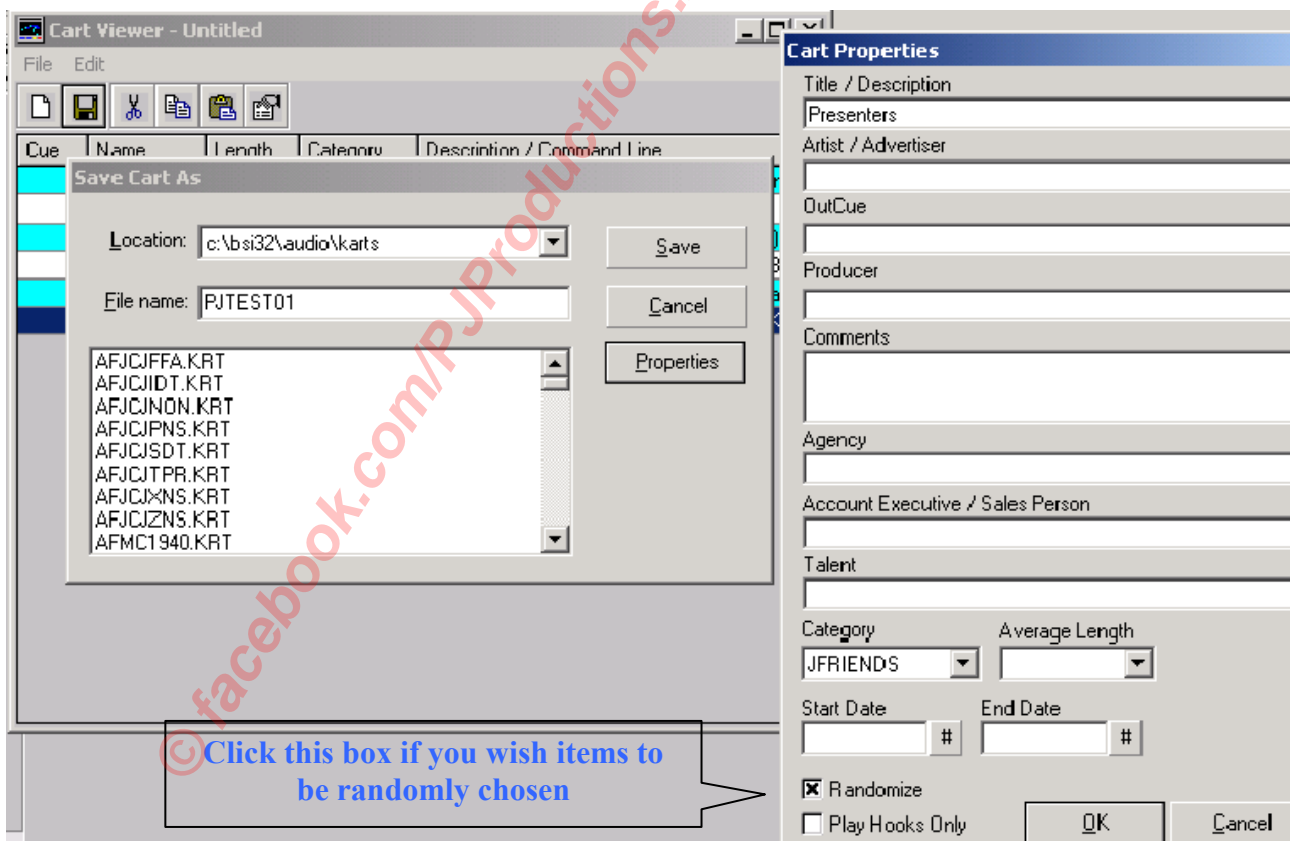 Cart Viewer - Untitled
File Edit
Cue Name Length Category Description / Command Line
Save Cart As
Location: c:\bsi32\audio\karts
Save
File name: PJTEST01
Cancel
Properties
AFJCJFFA.KRT
AFJCJIDT.KRT
AFJCJNON.KRT
AFJCJPNS.KRT
AFJCJSDT.KRT
AFJCJTPR.KRT
AFJCJXNS.KRT
AFJCJZNS.KRT
AFMC1940.KRT
Cart Properties
Title / Description
Presenters
Artist / Advertiser
OutCue
Producer
Comments
Agency
Account Executive / Sales Person
Talent
Category Average Length
JFRIENDS
Start Date End Date
# #
Randomize
Play Hooks Only
OK Cancel
Click this box if you wish items to
be randomly chosen
© facebook.com/PJProductions.